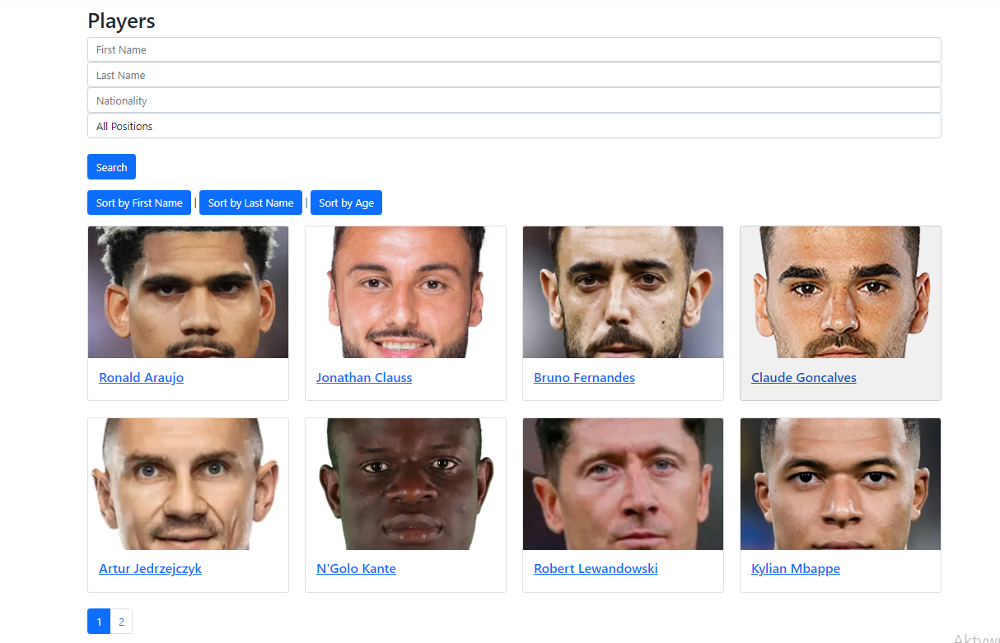 Players
First Name
Last Name
Nationality
All Positions
Search
Sort by First Name | Sort by Last Name | Sort by Age
Ronald Araujo
Jonathan Clauss
Bruno Fernandes
Claude Goncalves
Artur Jedrzejczyk
N'Golo Kante
Robert Lewandowski
Kylian Mbappe
1 2